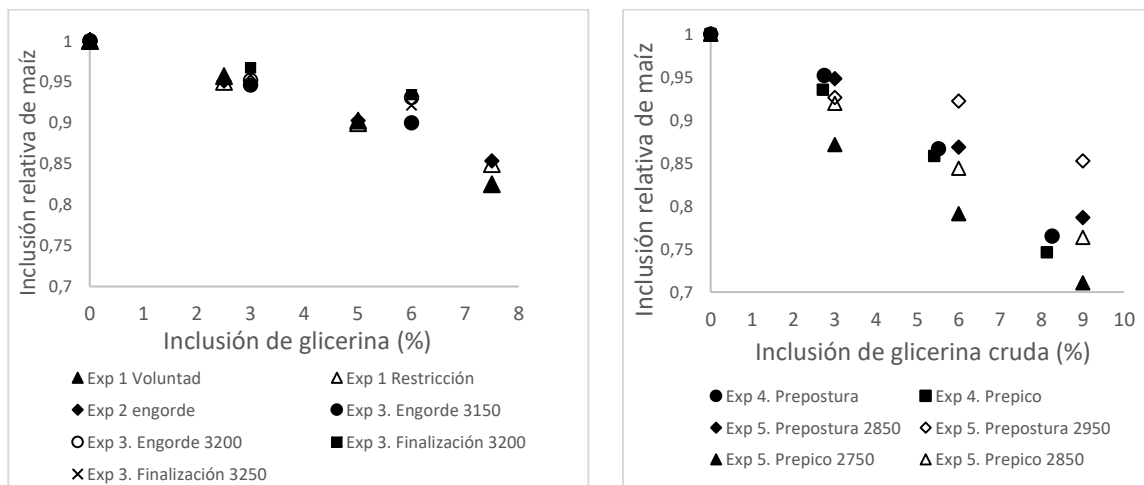 Inclusión relativa de maíz
1
0,95
0,9
0,85
0,8
0,75
0,7
0 1 2 3 4 5 6 7 8
Inclusión de glicerina (%)
Exp 1 Voluntad
Exp 1 Restricción
Exp 2 engorde
Exp 3. Engorde 3150
Exp 3. Engorde 3200
Exp 3. Finalización 3200
Exp 3. Finalización 3250
Inclusión relativa de maíz
1
0,95
0,9
0,85
0,8
0,75
0,7
0 1 2 3 4 5 6 7 8 9 10
Inclusión de glicerina cruda (%)
Exp 4. Prepostura
Exp 4. Prepico
Exp 5. Prepostura 2850
Exp 5. Prepostura 2950
Exp 5. Prepico 2750
Exp 5. Prepico 2850